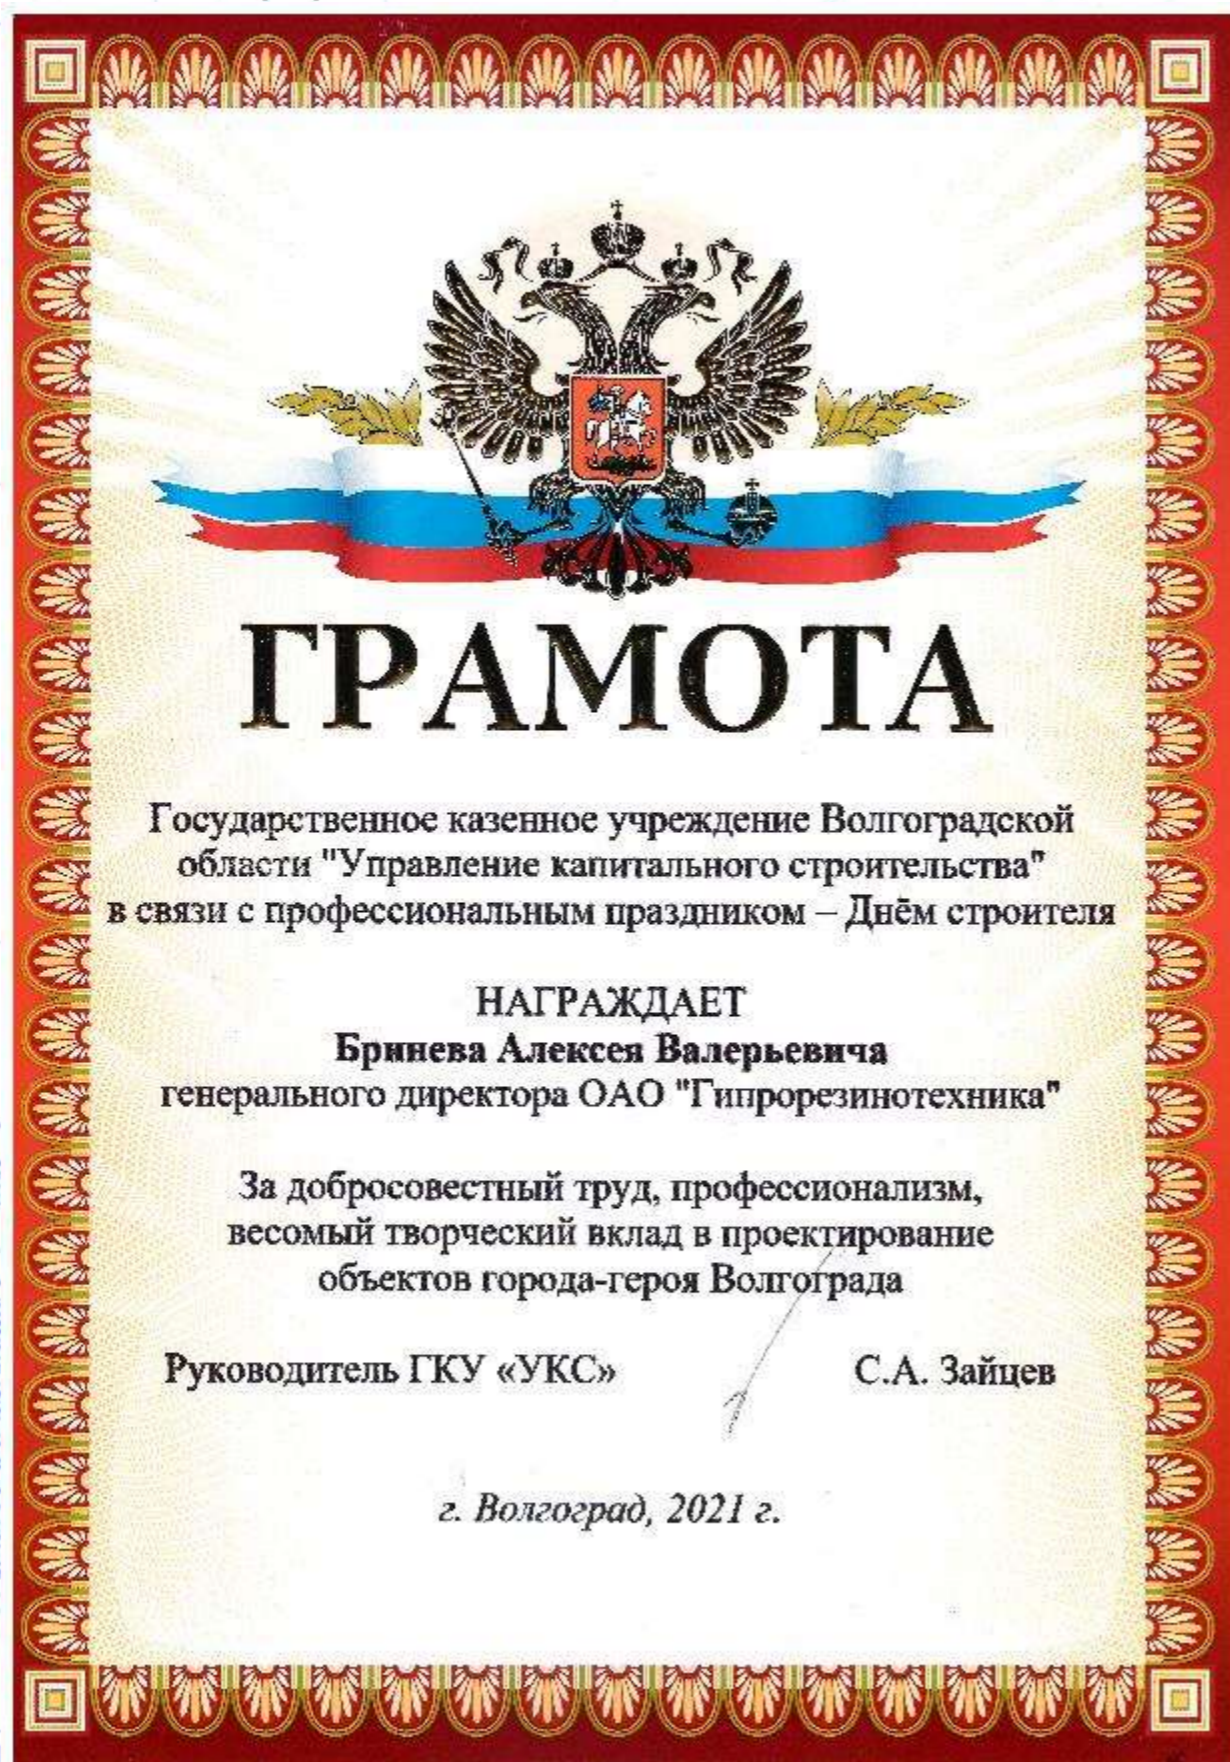 ГРАМОТА
Государственное казенное учреждение Волгоградской
области "Управление капитального строительства"
в связи с профессиональным праздником – Днём строителя
НАГРАЖДАЕТ
Бринева Алексея Валерьевича
генерального директора ОАО "Гипрорезинотехника"
За добросовестный труд, профессионализм,
весомый творческий вклад в проектирование
объектов города-героя Волгограда
Руководитель ГКУ «УКС» С.А. Зайцев
г. Волгоград, 2021 г.